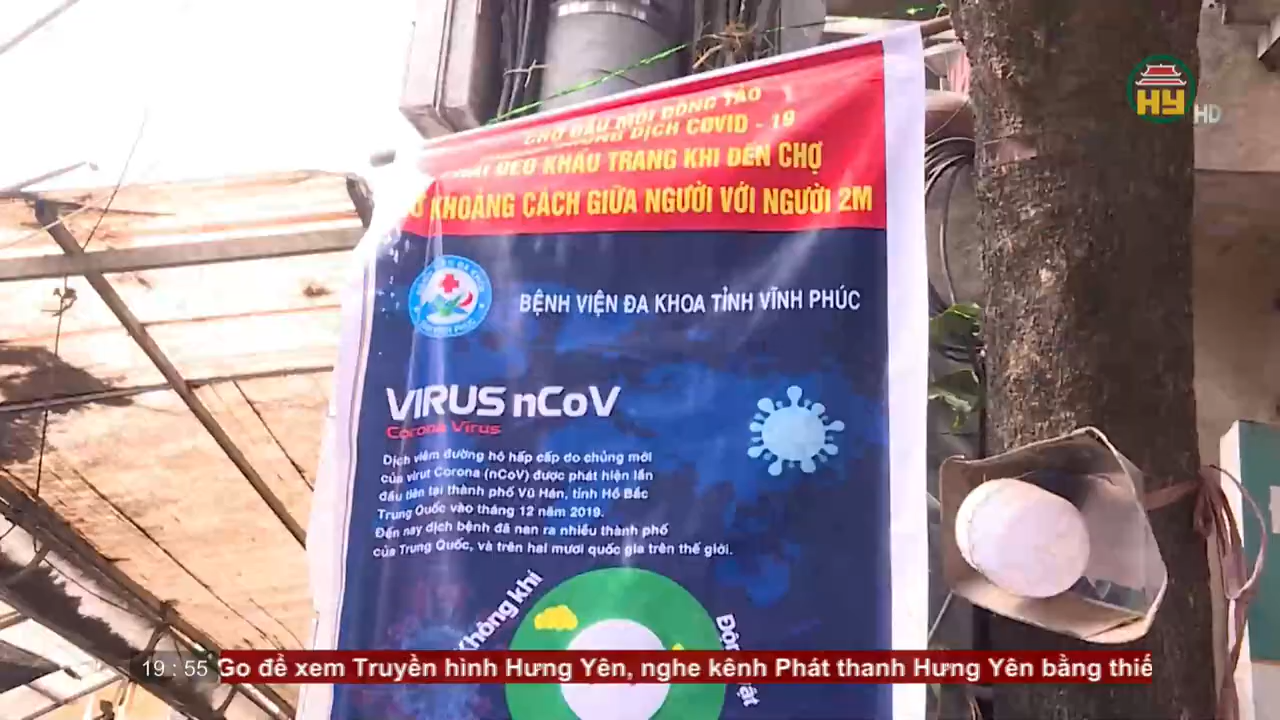 CHỢ ĐẦU MỐI ĐÔNG TẢO
DỊCH COVID - 19
ĐEO KHẨU TRANG KHI ĐẾN CHỢ
KHOẢNG CÁCH GIỮA NGƯỜI VỚI NGƯỜI 2M
BỆNH VIỆN ĐA KHOA TỈNH VĨNH PHÚC
VIRUS nCoV
Corona Virus
Dịch viêm đường hô hấp cấp do chủng mới
của virut Corona (nCoV) được phát hiện lần
đầu tiên tại thành phố Vũ Hán, tỉnh Hồ Bắc
Trung Quốc vào tháng 12 năm 2019.
Đến nay dịch bệnh đã nan ra nhiều thành phố
của Trung Quốc, và trên hai mươi quốc gia trên thế giới.
Không khí
HY HD
19 : 55 Go để xem Truyền hình Hưng Yên, nghe kênh Phát thanh Hưng Yên bằng thiế